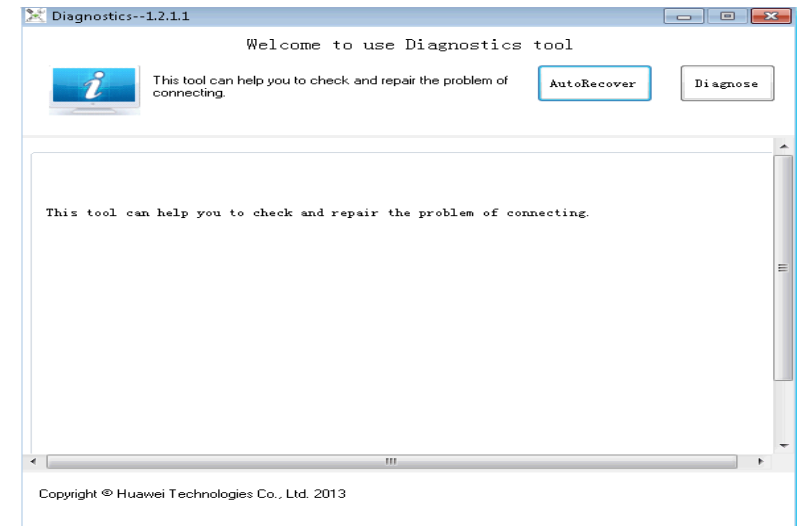 Diagnostics--1.2.1.1
Welcome to use Diagnostics tool
This tool can help you to check and repair the problem of
connecting.
AutoRecover
Diagnose
This tool can help you to check and repair the problem of connecting.
Copyright © Huawei Technologies Co., Ltd. 2013